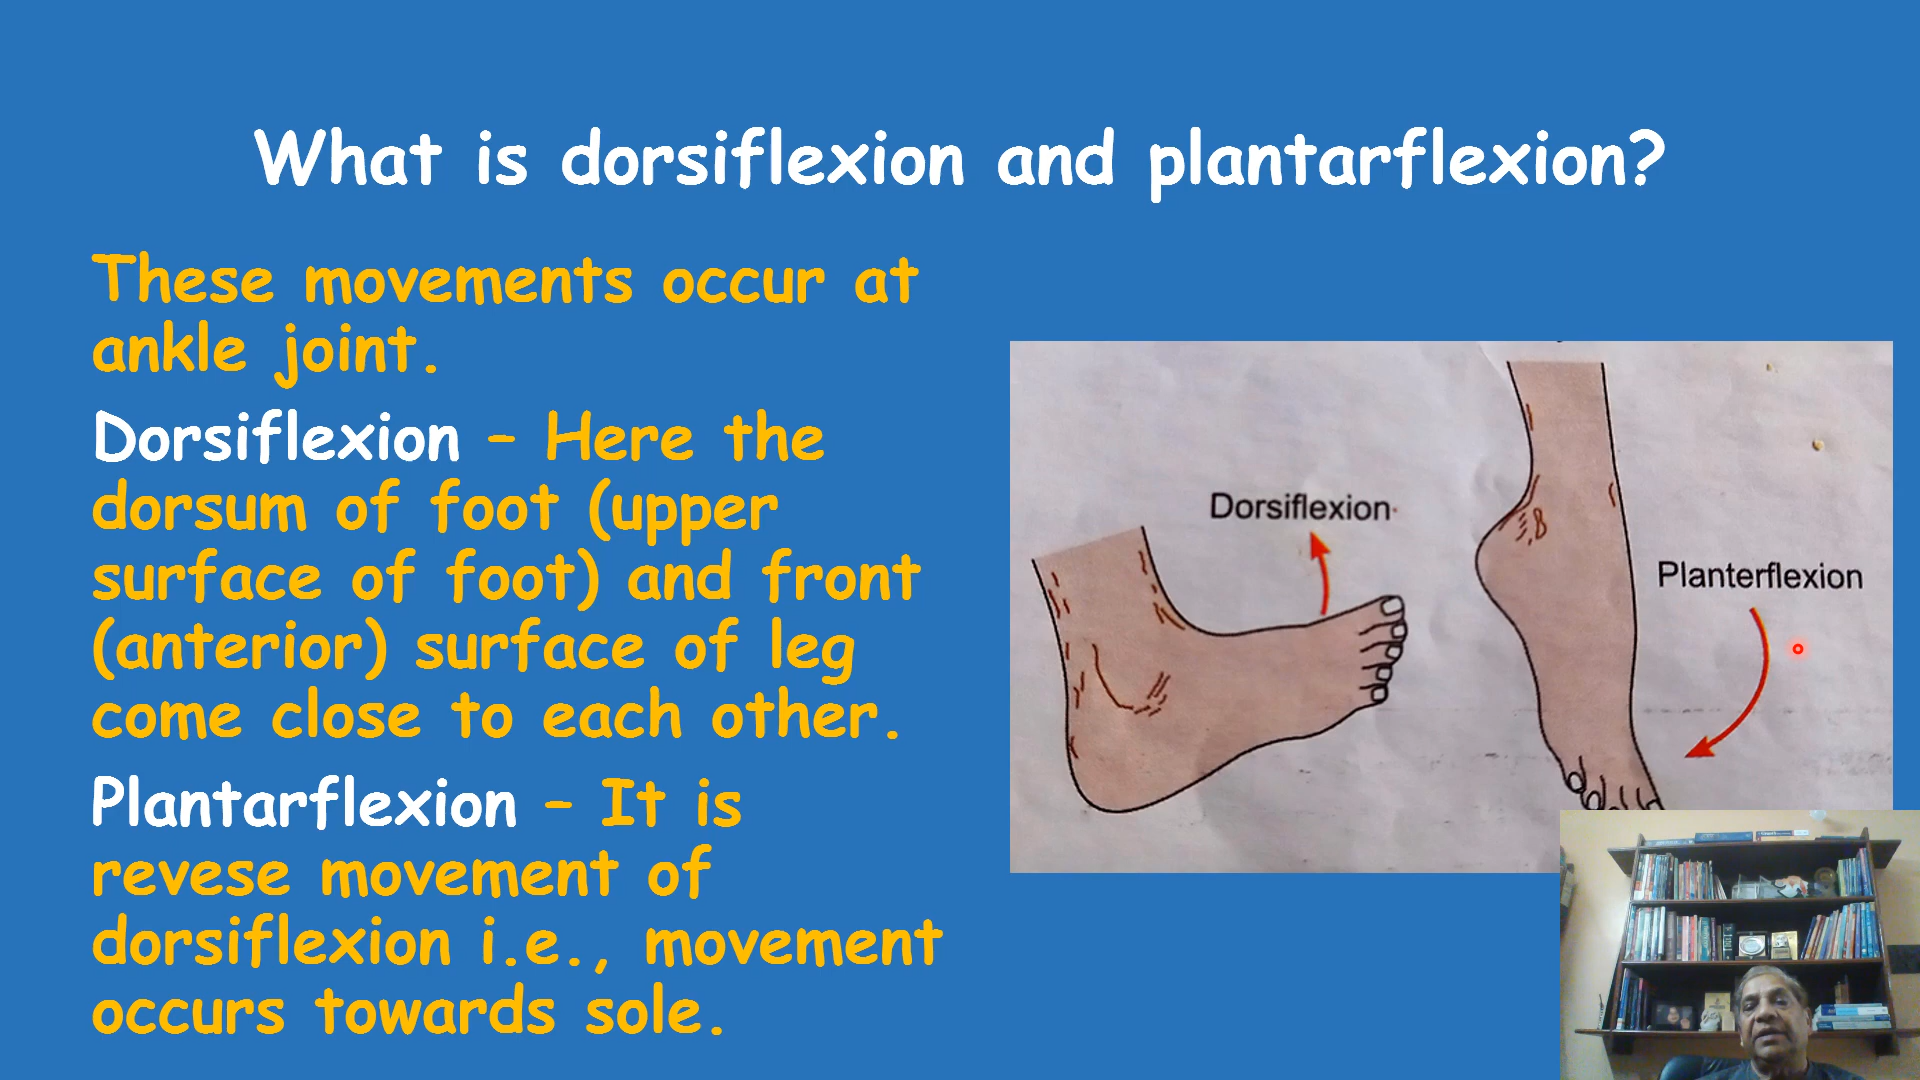 What is dorsiflexion and plantarflexion?
These movements occur at
ankle joint.
Dorsiflexion – Here the
dorsum of foot (upper
surface of foot) and front
(anterior) surface of leg
come close to each other.
Plantarflexion – It is
revese movement of
dorsiflexion i.e., movement
occurs towards sole.
Dorsiflexion
Planterflexion